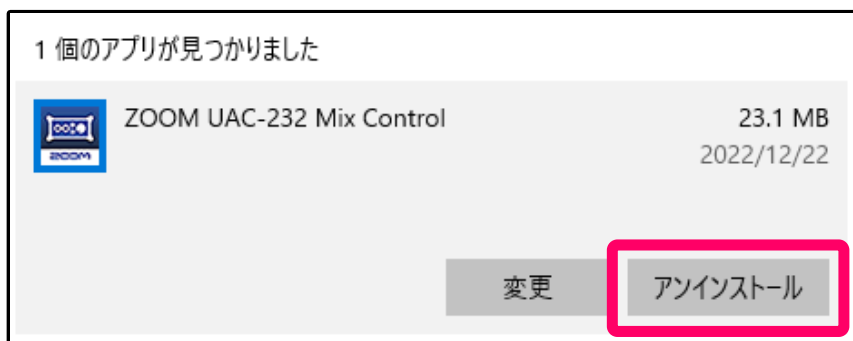 1 個のアプリが見つかりました
ZOOM UAC-232 Mix Control
23.1 MB
zoom
2022/12/22
変更
アンインストール